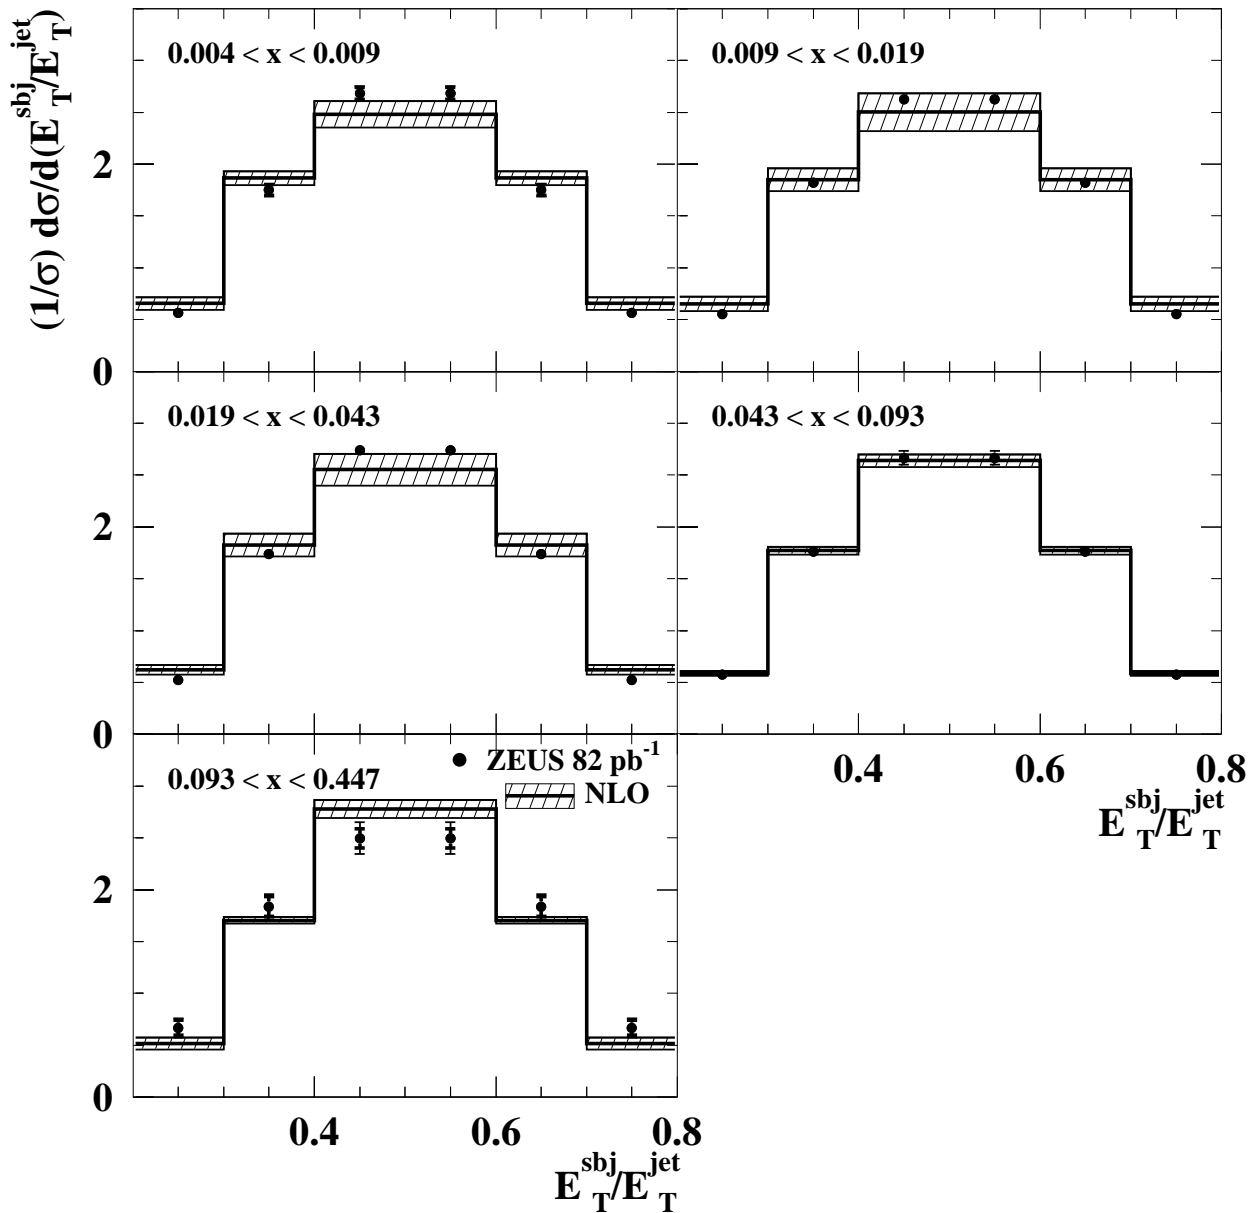 (1/σ) dσ/d(E_T^sbj/E_T^jet)
0.004 < x < 0.009
0.009 < x < 0.019
2
0
0.019 < x < 0.043
0.043 < x < 0.093
2
0
0.4 0.6 0.8
E_T^sbj/E_T^jet
ZEUS 82 pb^-1
0.093 < x < 0.447
NLO
2
0
0.4 0.6 0.8
E_T^sbj/E_T^jet